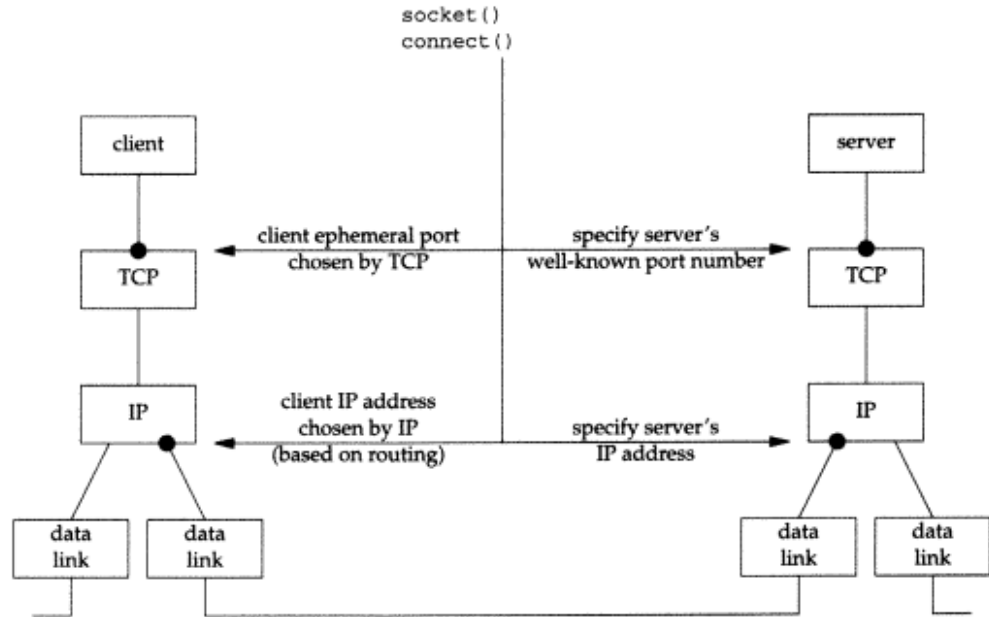 socket()
connect()
client
server
client ephemeral port
chosen by TCP
specify server's
well-known port number
TCP
TCP
IP
client IP address
chosen by IP
(based on routing)
specify server's
IP address
IP
data
link
data
link
data
link
data
link